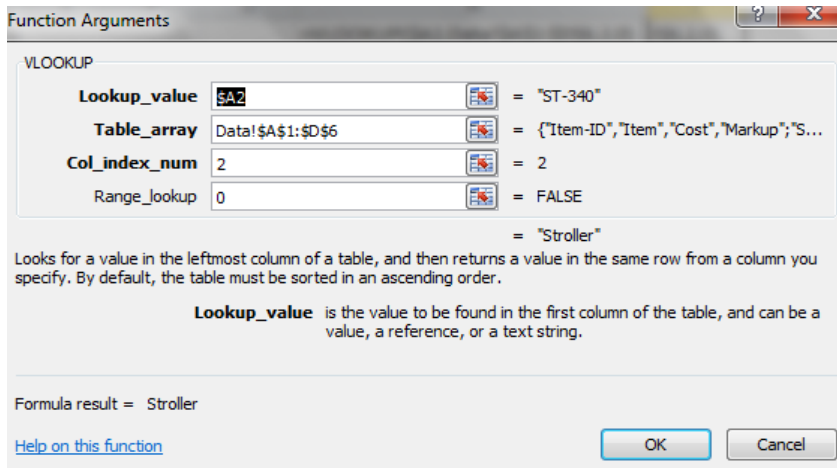 Function Arguments
VLOOKUP
Lookup_value $A2 = "ST-340"
Table_array Data!$A$1:$D$6 = {"Item-ID","Item","Cost","Markup";"S...
Col_index_num 2 = 2
Range_lookup 0 = FALSE
= "Stroller"
Looks for a value in the leftmost column of a table, and then returns a value in the same row from a column you
specify. By default, the table must be sorted in an ascending order.
Lookup_value is the value to be found in the first column of the table, and can be a
value, a reference, or a text string.
Formula result = Stroller
Help on this function
OK Cancel